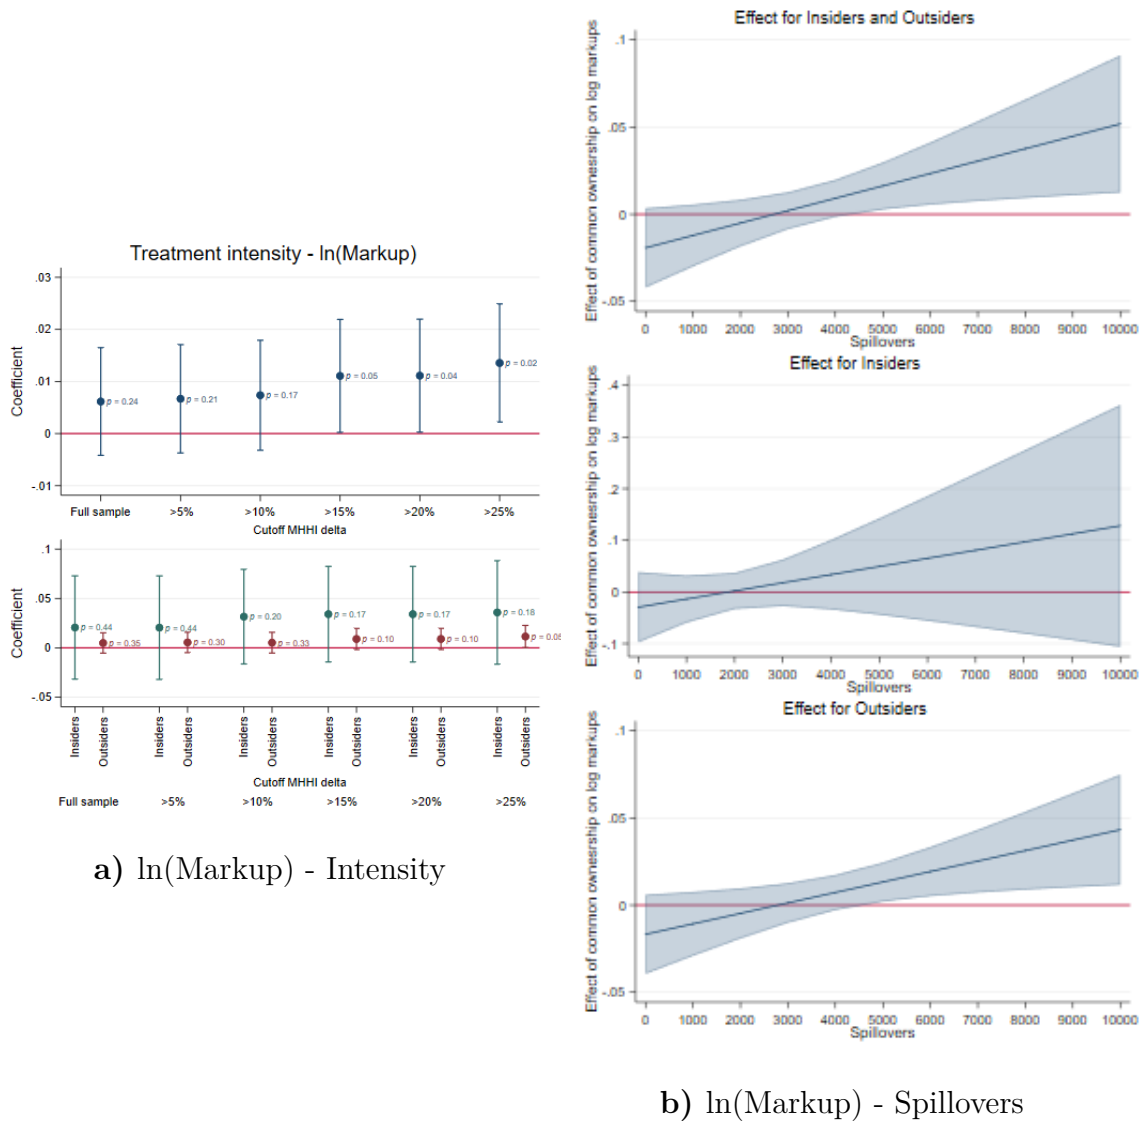 Treatment intensity - ln(Markup)
Coefficient
.03
.02
.01
0
-.01
p = 0.24
p = 0.21
p = 0.17
p = 0.05
p = 0.04
p = 0.02
Full sample >5% >10% >15% >20% >25%
Cutoff MHHI delta
Coefficient
.1
.05
0
-.05
p = 0.44
p = 0.35
p = 0.44
p = 0.30
p = 0.20
p = 0.33
p = 0.17
p = 0.10
p = 0.17
p = 0.10
p = 0.18
Insiders Outsiders Insiders Outsiders Insiders Outsiders Insiders Outsiders Insiders Outsiders Insiders Outsiders
Cutoff MHHI delta
Full sample >5% >10% >15% >20% >25%
a) ln(Markup) - Intensity
Effect for Insiders and Outsiders
Effect of common ownesrship on log markups
.1
.05
0
-.05
0 1000 2000 3000 4000 5000 6000 7000 8000 9000 10000
Spillovers
Effect for Insiders
Effect of common ownesrship on log markups
.4
.3
.2
.1
0
-.1
0 1000 2000 3000 4000 5000 6000 7000 8000 9000 10000
Spillovers
Effect for Outsiders
Effect of common ownesrship on log markups
.1
.05
0
-.05
0 1000 2000 3000 4000 5000 6000 7000 8000 9000 10000
Spillovers
b) ln(Markup) - Spillovers